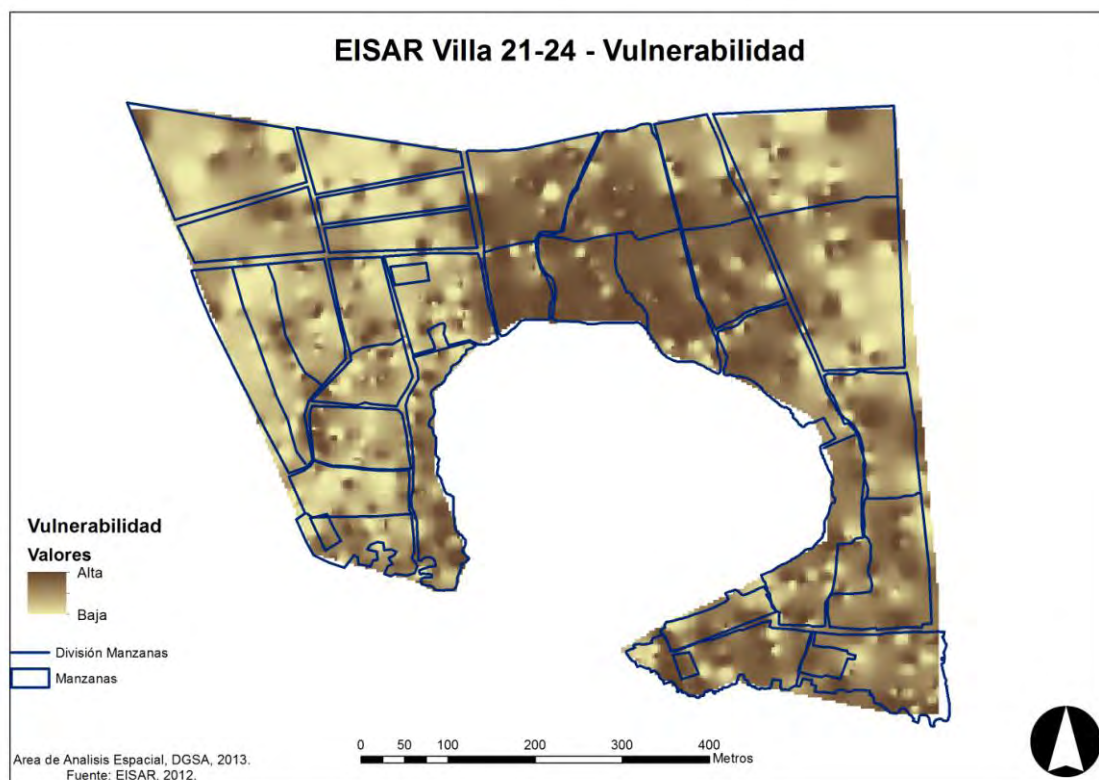 EISAR Villa 21-24 - Vulnerabilidad
Vulnerabilidad
Valores
Alta
Baja
División Manzanas
Manzanas
Area de Analisis Espacial, DGSA, 2013.
Fuente: EISAR, 2012.
0 50 100 200 300 400
Metros